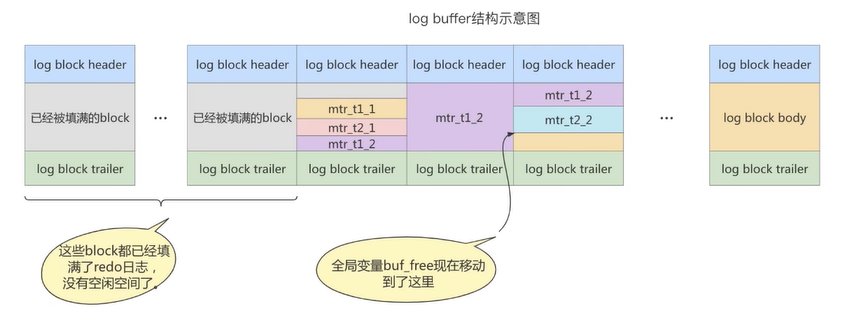 log buffer结构示意图
log block header
log block header
log block header
log block header
log block header
log block header
已经被填满的block
...
已经被填满的block
mtr_t1_1
mtr_t2_1
mtr_t1_2
mtr_t1_2
mtr_t1_2
mtr_t2_2
...
log block body
log block trailer
log block trailer
log block trailer
log block trailer
log block trailer
log block trailer
这些block都已经填
满了redo日志，
没有空闲空间了。
全局变量buf_free现在移动
到了这里